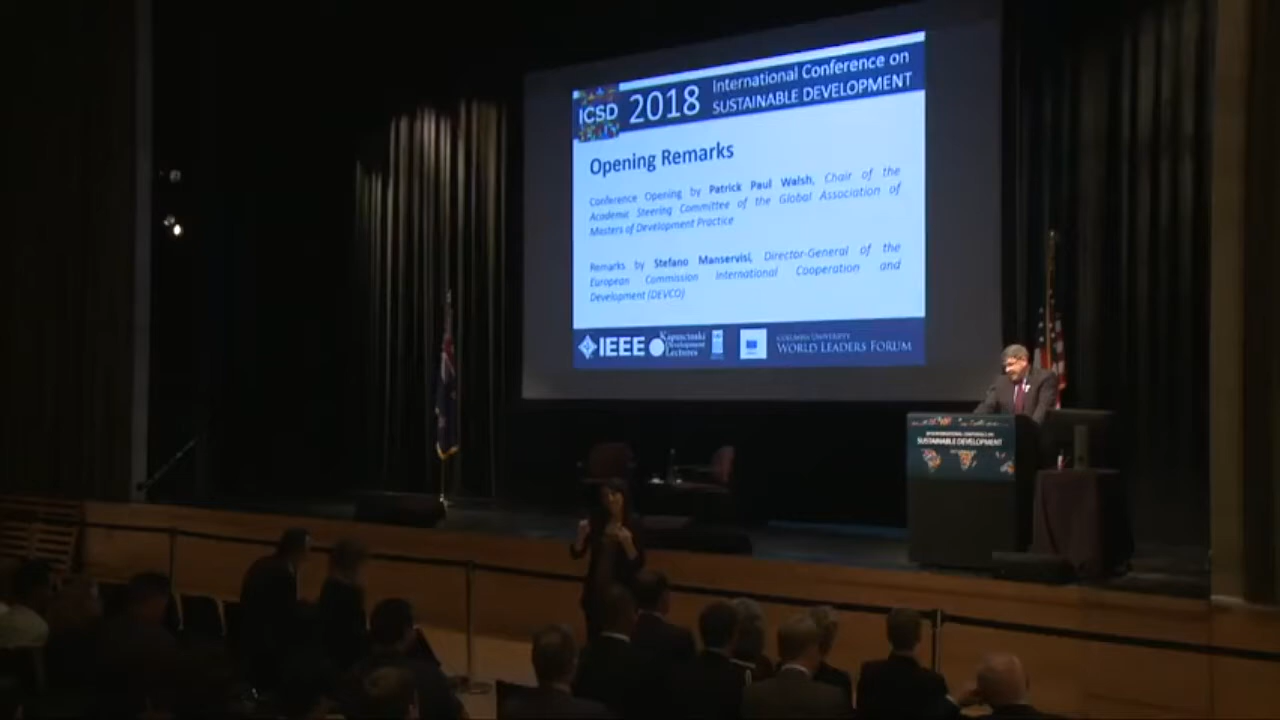 ICSD 2018 International Conference on
SUSTAINABLE DEVELOPMENT
Opening Remarks
Conference Opening by Patrick Paul Walsh, Chair of the
Academic Steering Committee of the Global Association of
Masters of Development Practice
Remarks by Stefano Manservisi, Director-General of the
European Commission International Cooperation and
Development (DEVCO)
IEEE
Kapuscinski
Development
Lectures
COLUMBIA UNIVERSITY
WORLD LEADERS FORUM
SUSTAINABLE DEVELOPMENT